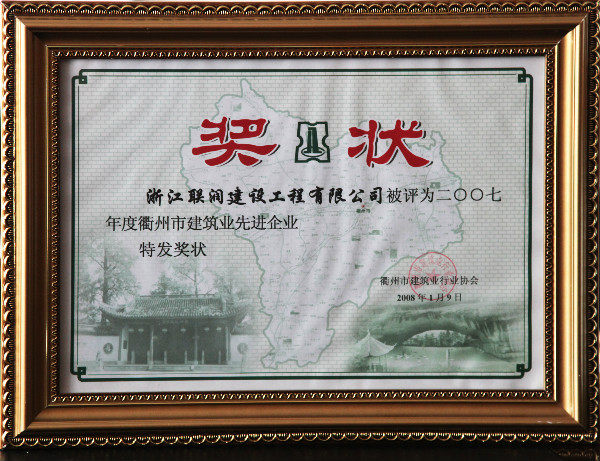 奖状
浙江联润建设工程有限公司被评为二〇〇七
年度衢州市建筑业先进企业
特发奖状
衢州市建筑业行业协会
2008年1月9日